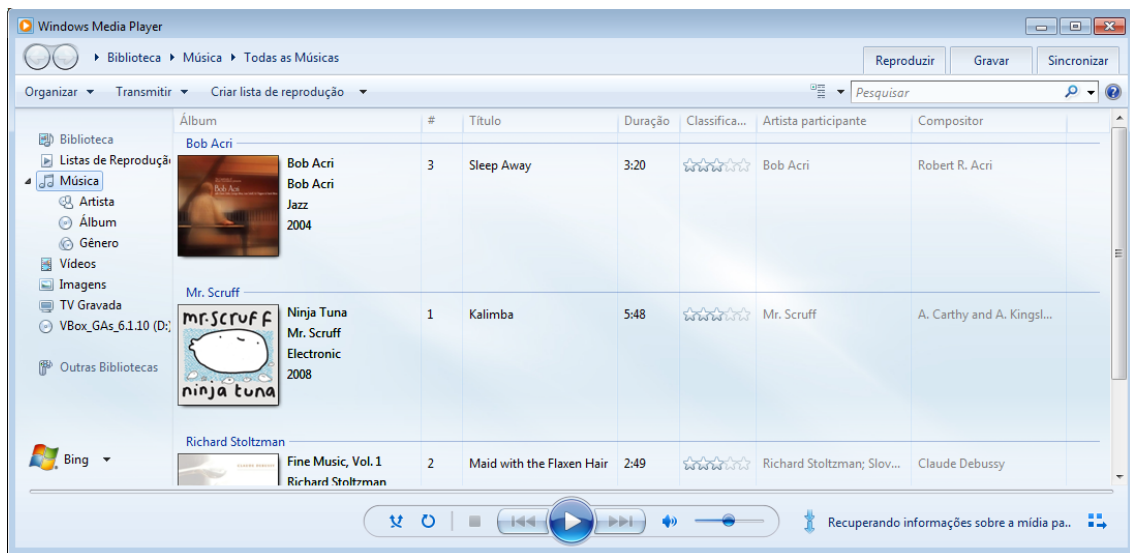 Windows Media Player
Biblioteca Música Todas as Músicas
Reproduzir Gravar Sincronizar
Organizar Transmitir Criar lista de reprodução
Pesquisar
Álbum # Título Duração Classifica... Artista participante Compositor
Biblioteca
Listas de Reproduçã
Música
Artista
Álbum
Gênero
Vídeos
Imagens
TV Gravada
VBox_GAs_6.1.10 (D:)
Outras Bibliotecas
Bing
Bob Acri
Bob Acri
Bob Acri 3 Sleep Away 3:20 Bob Acri Robert R. Acri
Bob Acri
Jazz
2004
Mr. Scruff
mr.scruff
ninja tuna
Ninja Tuna 1 Kalimba 5:48 Mr. Scruff A. Carthy and A. Kingsl...
Mr. Scruff
Electronic
2008
Richard Stoltzman
Fine Music, Vol. 1 2 Maid with the Flaxen Hair 2:49 Richard Stoltzman; Slov... Claude Debussy
Richard Stoltzman
Recuperando informações sobre a mídia pa..